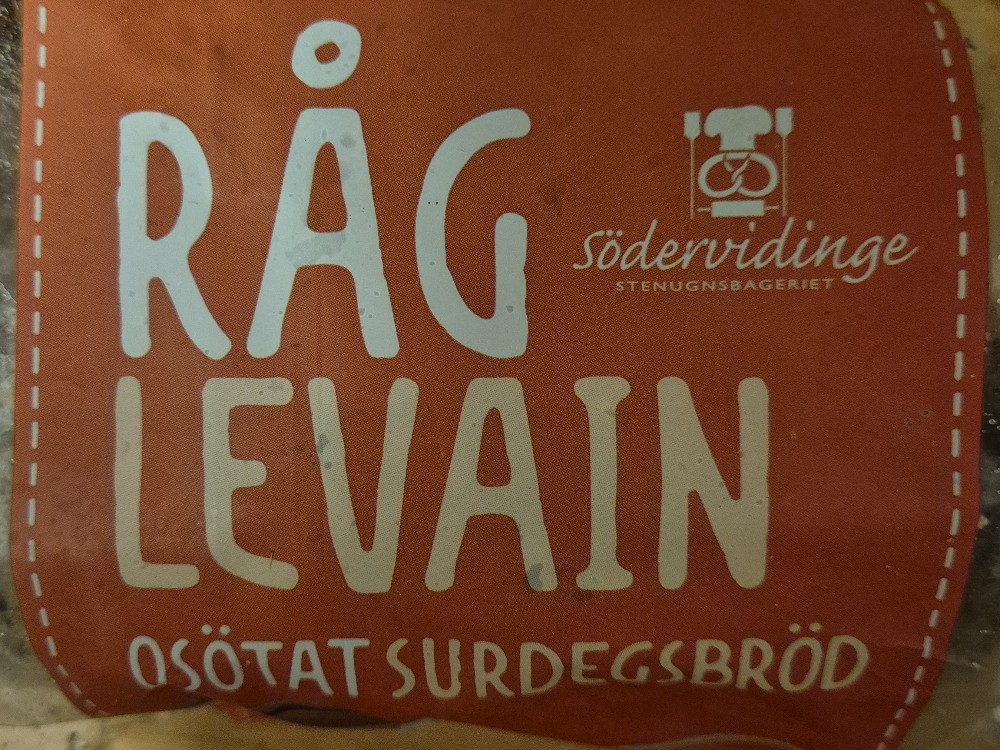 RÅG
Södervidinge
STENUGNSBAGERIET
LEVAIN
OSÖTAT SURDEGSBRÖD